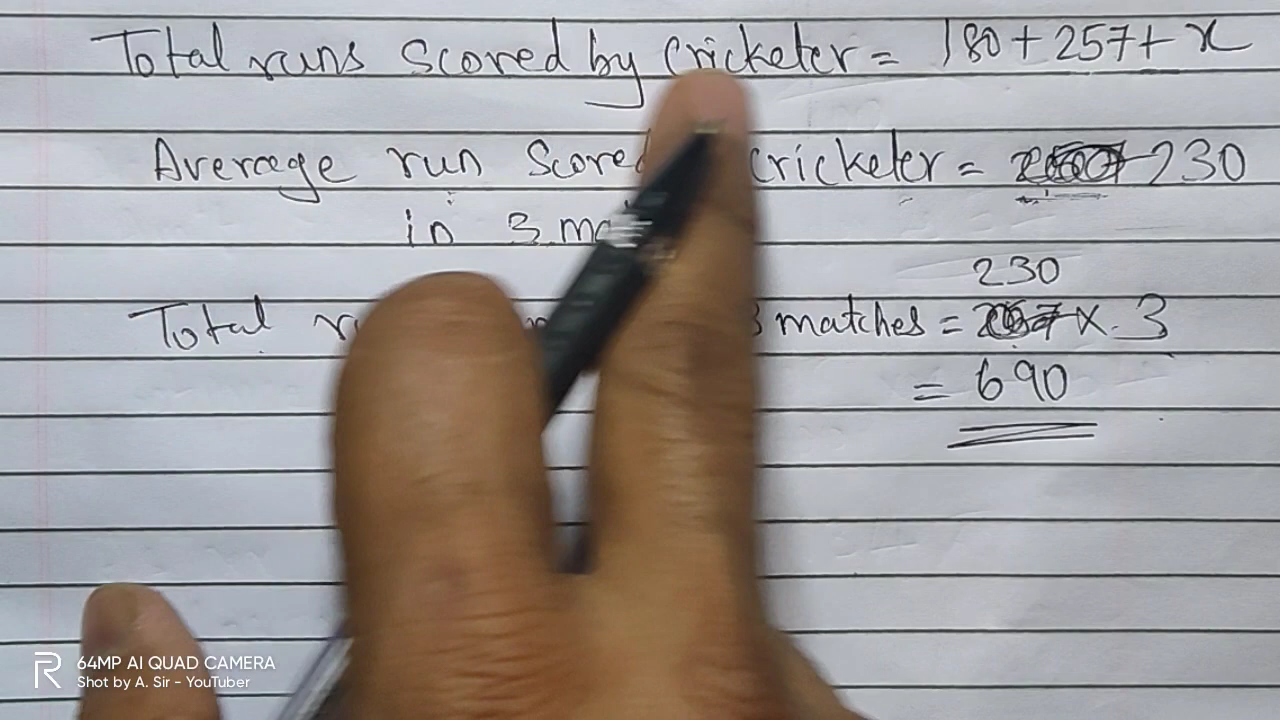 Total runs scored by cricketer = 180 + 257 + x
Average run Score cricketer = 230
in 3
230
Total matches = x 3
= 690
64MP AI QUAD CAMERA
Shot by A. Sir - YouTuber